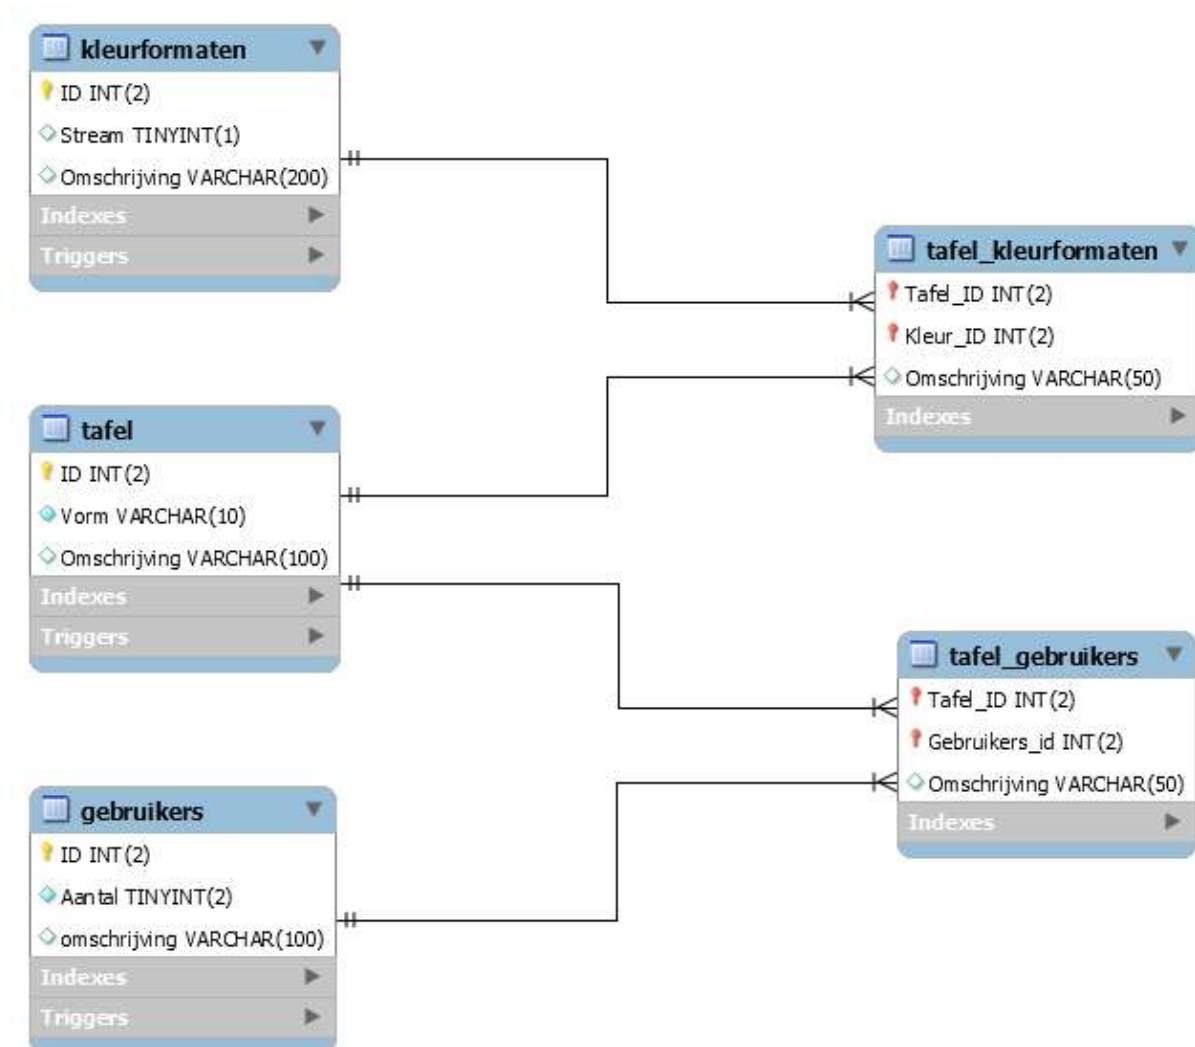 kleurformaten
ID INT(2)
Stream TINYINT(1)
Omschrijving VARCHAR(200)
Indexes
Triggers
tafel_kleurformaten
Tafel_ID INT(2)
Kleur_ID INT(2)
Omschrijving VARCHAR(50)
Indexes
tafel
ID INT(2)
Vorm VARCHAR(10)
Omschrijving VARCHAR(100)
Indexes
Triggers
tafel_gebruikers
Tafel_ID INT(2)
Gebruikers_id INT(2)
Omschrijving VARCHAR(50)
Indexes
gebruikers
ID INT(2)
Aantal TINYINT(2)
omschrijving VARCHAR(100)
Indexes
Triggers